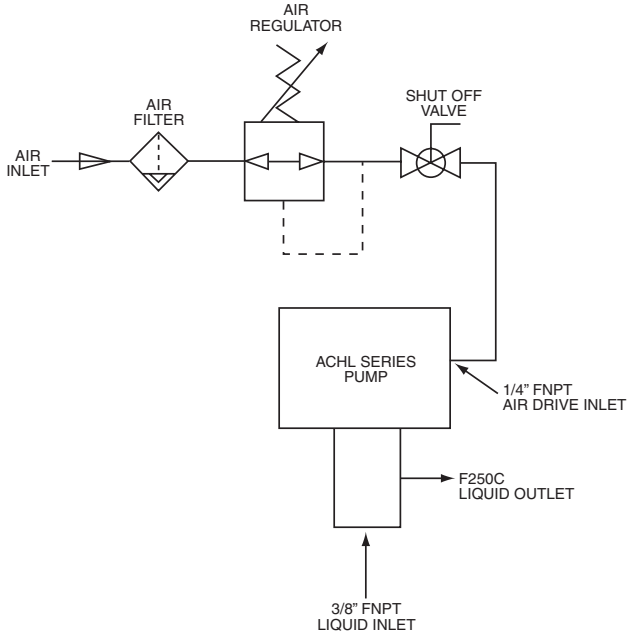 AIR
REGULATOR
AIR
FILTER
SHUT OFF
VALVE
AIR
INLET
ACHL SERIES
PUMP
1/4” FNPT
AIR DRIVE INLET
F250C
LIQUID OUTLET
3/8” FNPT
LIQUID INLET